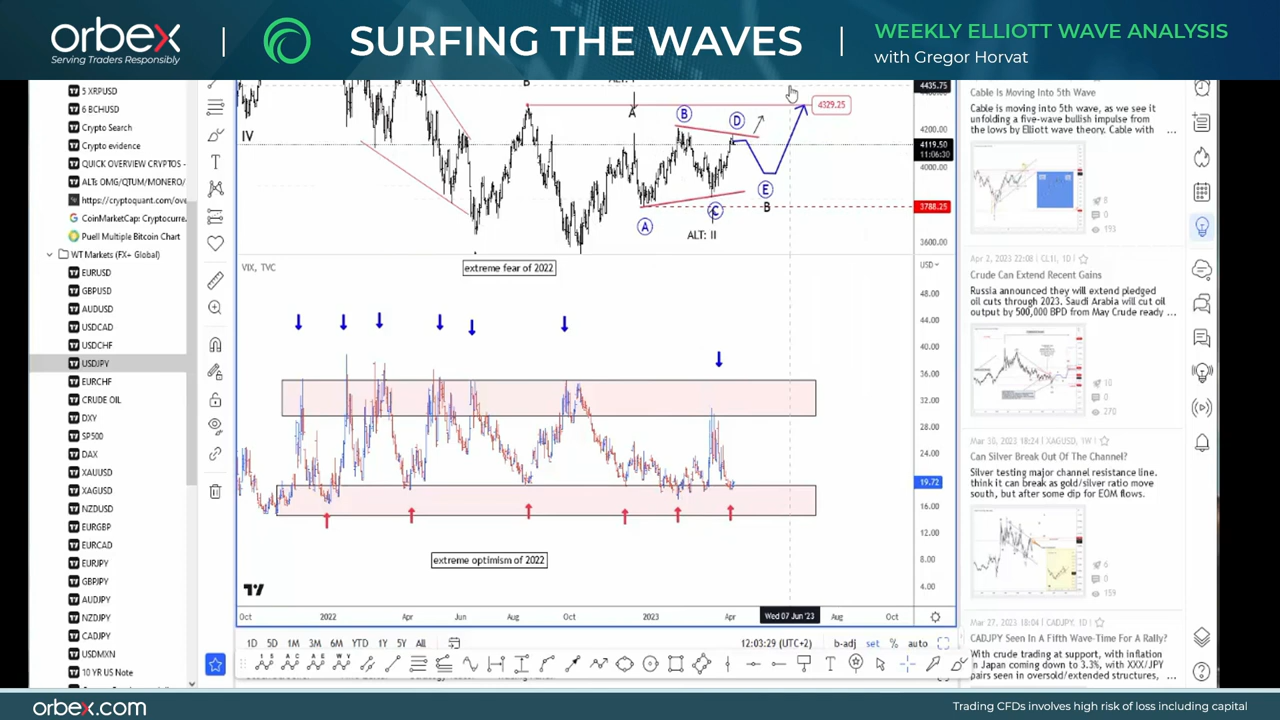 orbex
Serving Traders Responsibly
SURFING THE WAVES
WEEKLY ELLIOTT WAVE ANALYSIS
with Gregor Horvat
5 XRPUSD
6 BCHUSD
Crypto Search
Crypto evidence
QUICK OVERVIEW CRYPTOS -
ALTs OMG/QTUM/MONERO/
https://cryptoquant.com/ove
CoinMarketCap: Cryptocurre
Puell Multiple Bitcoin Chart
WT Markets (FX+ Global)
EURUSD
GBPUSD
AUDUSD
USDCAD
USDCHF
USDJPY
EURCHF
CRUDE OIL
DXY
SP500
DAX
XAUUSD
XAGUSD
NZDUSD
EURGBP
EURCAD
EURJPY
GBPJPY
AUDJPY
NZDJPY
CADJPY
USDMXN
10 YR US Note
IV
B
A
B
D
A
C
E
B
ALT: II
4329.25
4435.75
4200.00
4119.50
11:06:30
4000.00
3788.25
3600.00
VIX, TVC
extreme fear of 2022
USD
48.00
44.00
40.00
36.00
32.00
28.00
24.00
19.72
16.00
12.00
8.00
4.00
extreme optimism of 2022
Oct
2022
Apr
Jun
Aug
Oct
2023
Apr
Wed 07 Jun '23
Aug
Oct
1D 5D 1M 3M 6M YTD 1Y 5Y All
12:03:29 (UTC+2)
b-adj set % auto
Cable Is Moving Into 5th Wave
Cable is moving into 5th wave, as we see it
unfolding a five-wave bullish impulse from
the lows by Elliott wave theory. Cable with ...
8
0
193
Apr 2, 2023 22:08 | CL1!, 1D
Crude Can Extend Recent Gains
Russia announced they will extend pledged
oil cuts through 2023. Saudi Arabia will cut oil
output by 500,000 BPD from May Crude ready ...
10
0
270
Mar 30, 2023 18:24 | XAGUSD, 1W
Can Silver Break Out Of The Channel?
Silver testing major channel resistance line.
think it can break as gold/silver ratio move
south, but after some dip for EOM flows.
6
0
159
Mar 27, 2023 18:04 | CADJPY, 1D
CADJPY Seen In A Fifth Wave-Time For A Rally?
With crude trading at support, with inflation
in Japan coming down to 3.3%, with XXX/JPY
pairs seen in oversold/extended structures, ...
orbex.com
Trading CFDs involves high risk of loss including capital